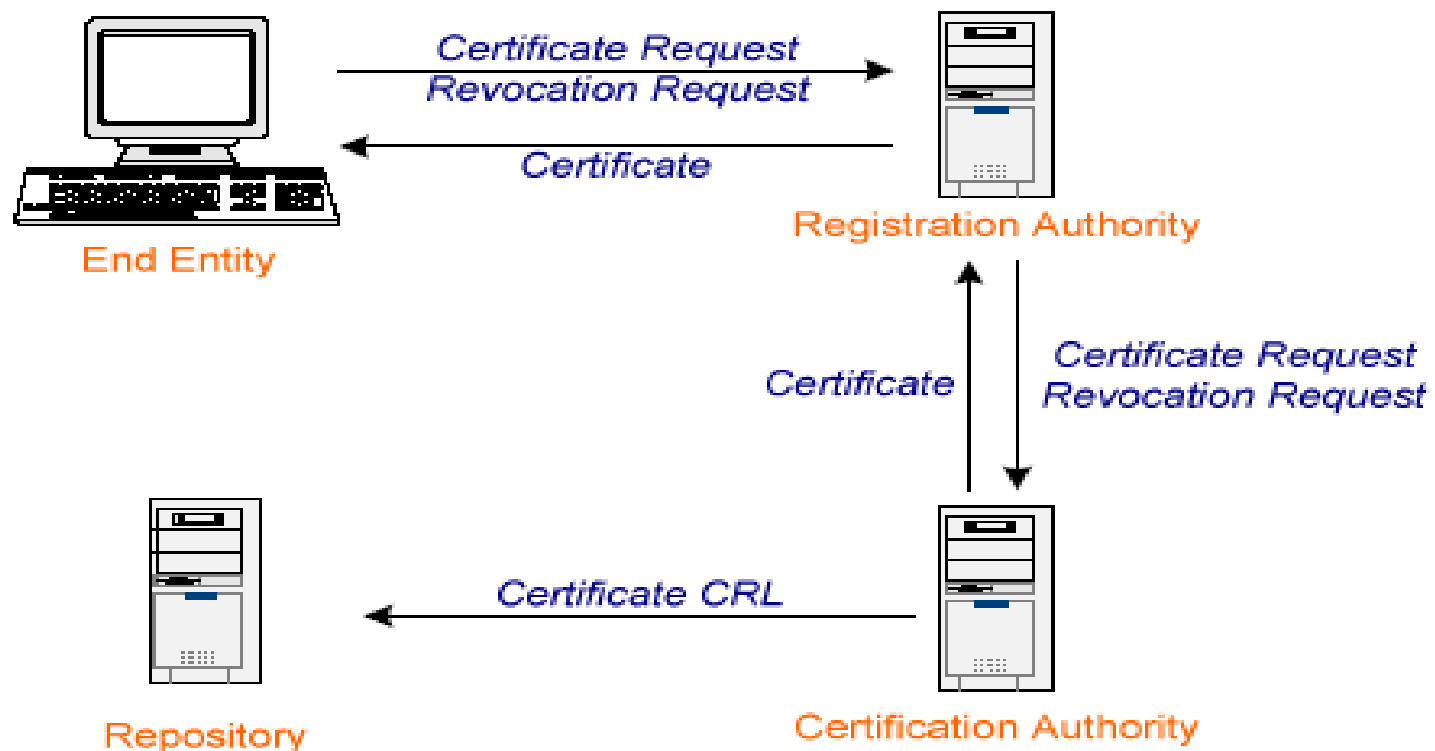 Certificate Request
Revocation Request
Certificate
Registration Authority
End Entity
Certificate
Certificate Request
Revocation Request
Certificate CRL
Repository
Certification Authority